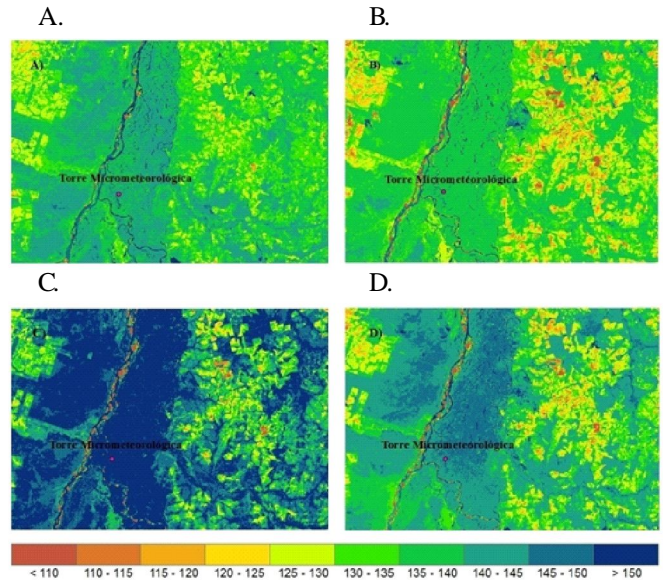 A.
B.
A)
B)
Torre Micrometeorológica
Torre Micrometeorológica
C.
D.
C)
D)
Torre Micrometeorológica
Torre Micrometeorológica
< 110
110 - 115
115 - 120
120 - 125
125 - 130
130 - 135
135 - 140
140 - 145
145 - 150
> 150